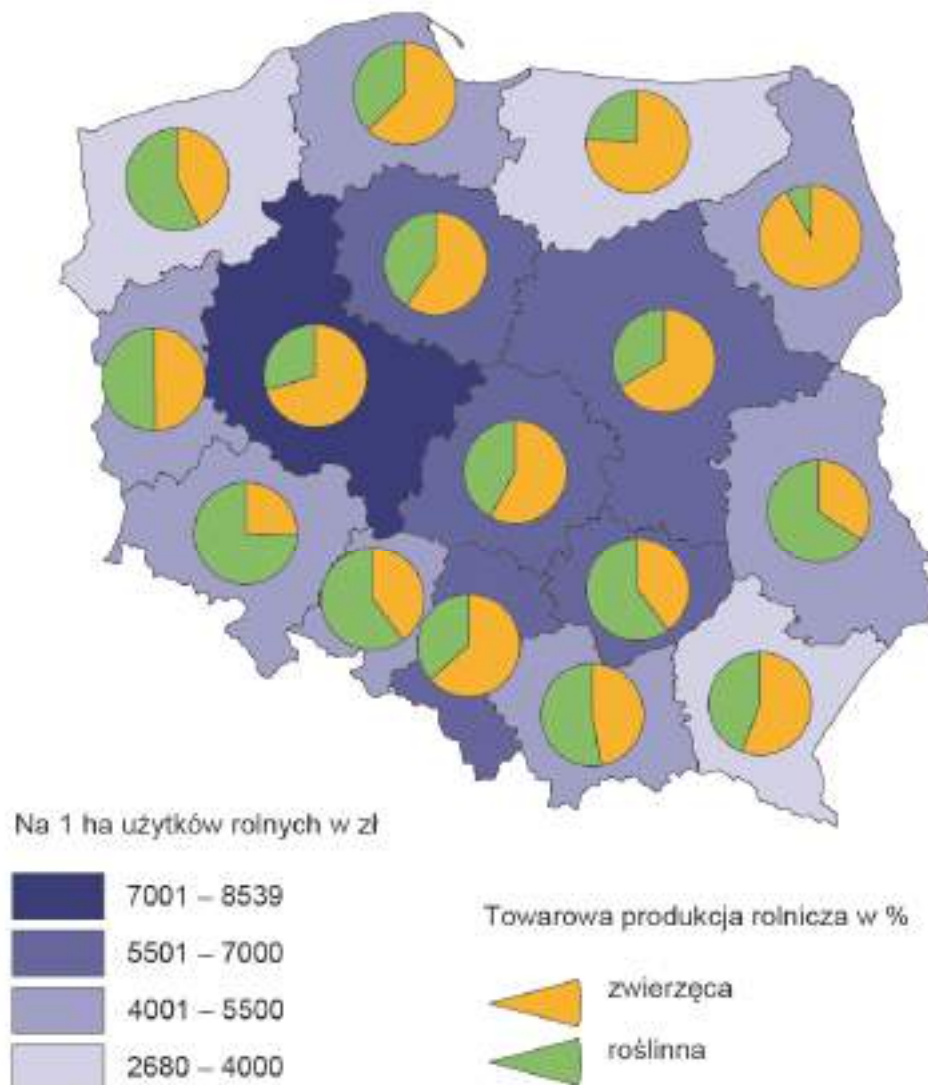 Na 1 ha użytków rolnych w zł
7001 – 8539
5501 – 7000
4001 – 5500
2680 – 4000
Towarowa produkcja rolnicza w %
zwierzęca
roślinna